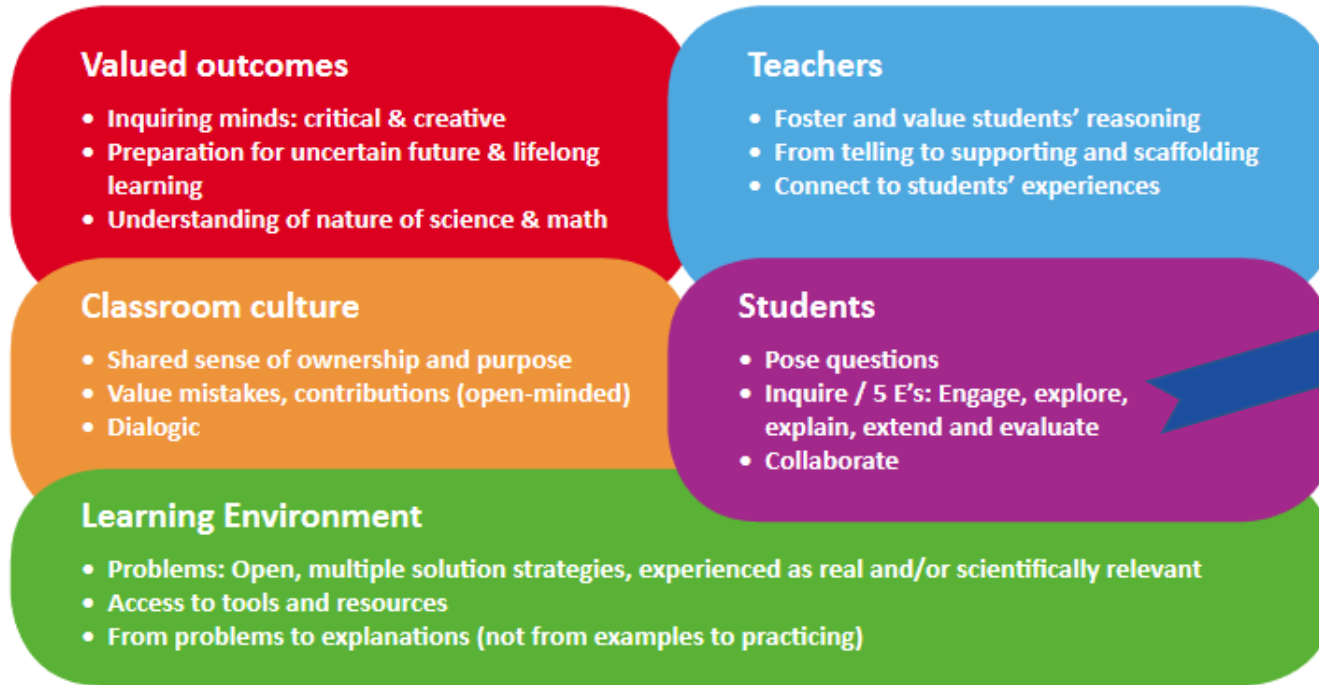 Valued outcomes
• Inquiring minds: critical & creative
• Preparation for uncertain future & lifelong
learning
• Understanding of nature of science & math
Teachers
• Foster and value students’ reasoning
• From telling to supporting and scaffolding
• Connect to students’ experiences
Classroom culture
• Shared sense of ownership and purpose
• Value mistakes, contributions (open-minded)
• Dialogic
Students
• Pose questions
• Inquire / 5 E’s: Engage, explore,
explain, extend and evaluate
• Collaborate
Learning Environment
• Problems: Open, multiple solution strategies, experienced as real and/or scientifically relevant
• Access to tools and resources
• From problems to explanations (not from examples to practicing)